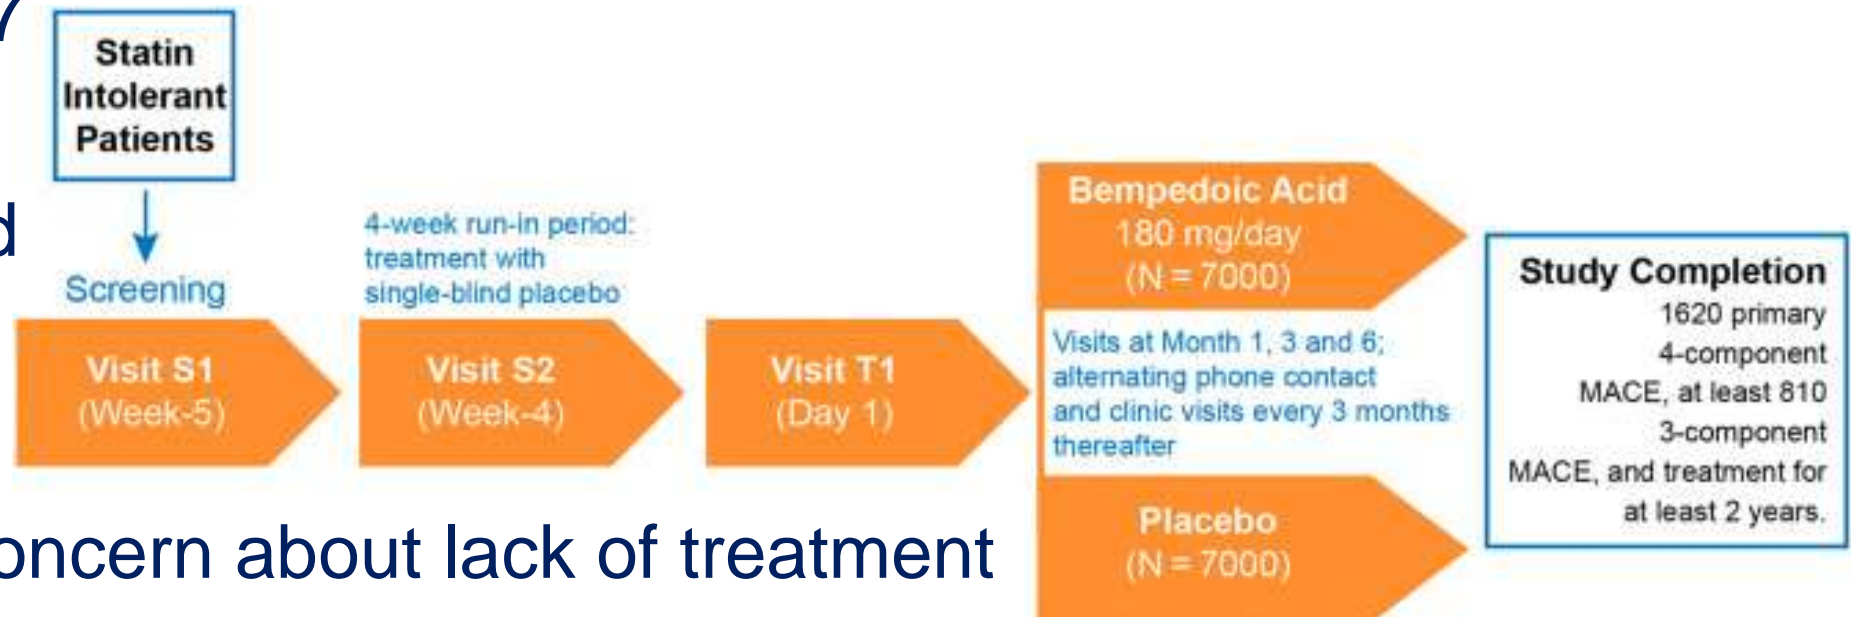 7
Statin
Intolerant
Patients
d
Screening
4-week run-in period:
treatment with
single-blind placebo
Visit S1
(Week-5)
Visit S2
(Week-4)
Visit T1
(Day 1)
Bempedoic Acid
180 mg/day
(N = 7000)
Visits at Month 1, 3 and 6;
alternating phone contact
and clinic visits every 3 months
thereafter
Placebo
(N = 7000)
Study Completion
1620 primary
4-component
MACE, at least 810
3-component
MACE, and treatment for
at least 2 years.
oncern about lack of treatment